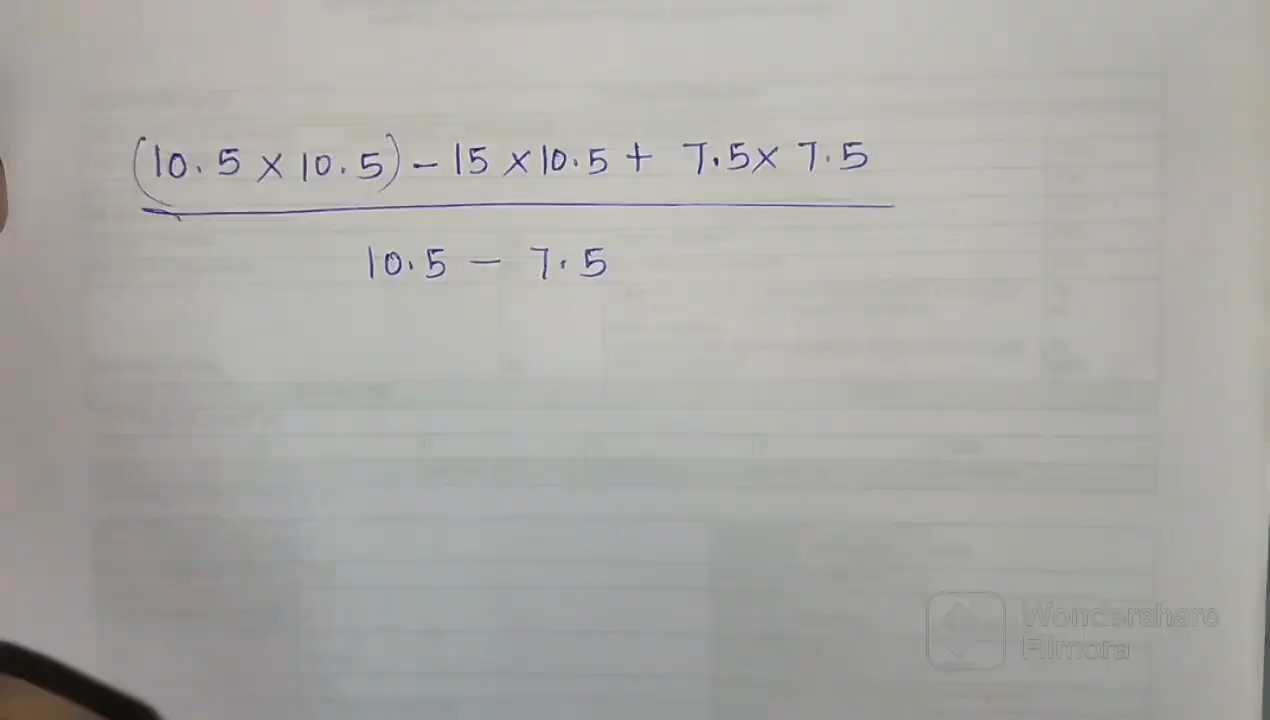 (10.5 × 10.5) - 15 × 10.5 + 7.5 × 7.5
10.5 - 7.5
Wondershare
Filmora